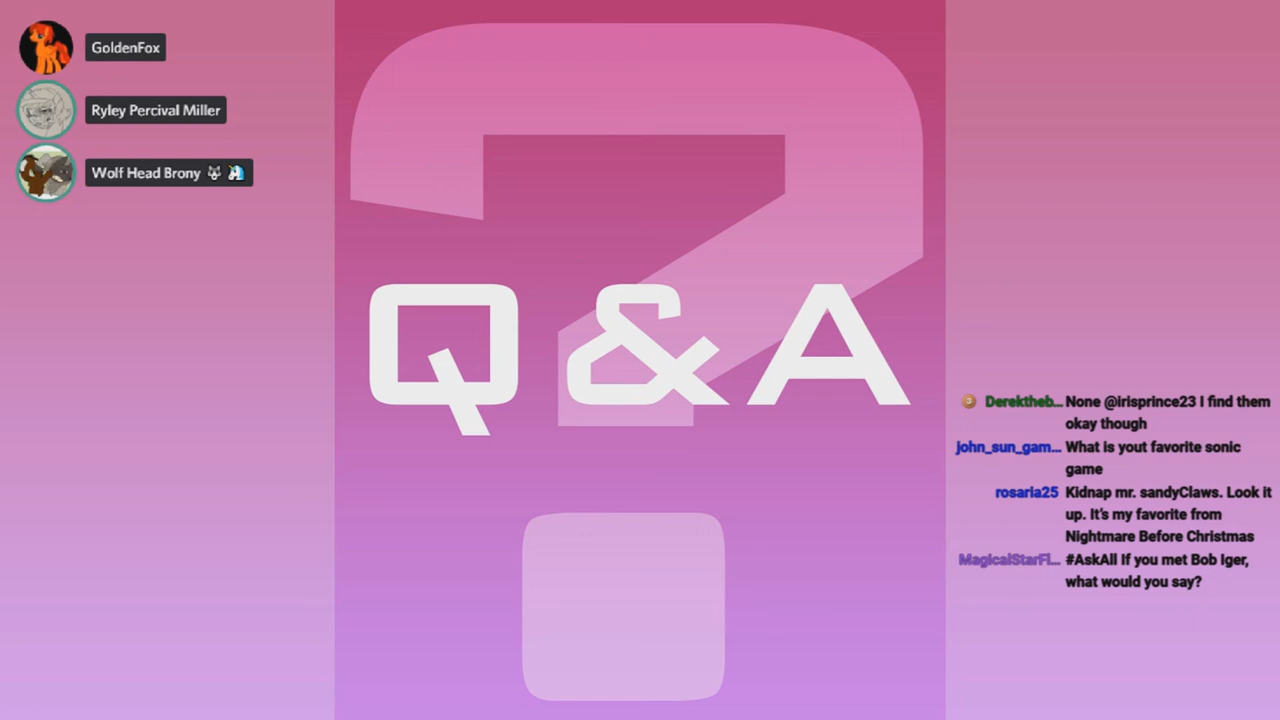 GoldenFox
Ryley Percival Miller
Wolf Head Brony 🐺 🦄
Q & A
Derektheb... None @irisprince23 I find them
okay though
john_sun_gam... What is yout favorite sonic
game
rosaria25 Kidnap mr. sandyClaws. Look it
up. It's my favorite from
Nightmare Before Christmas
MagicalStarFl... #AskAll If you met Bob Iger,
what would you say?